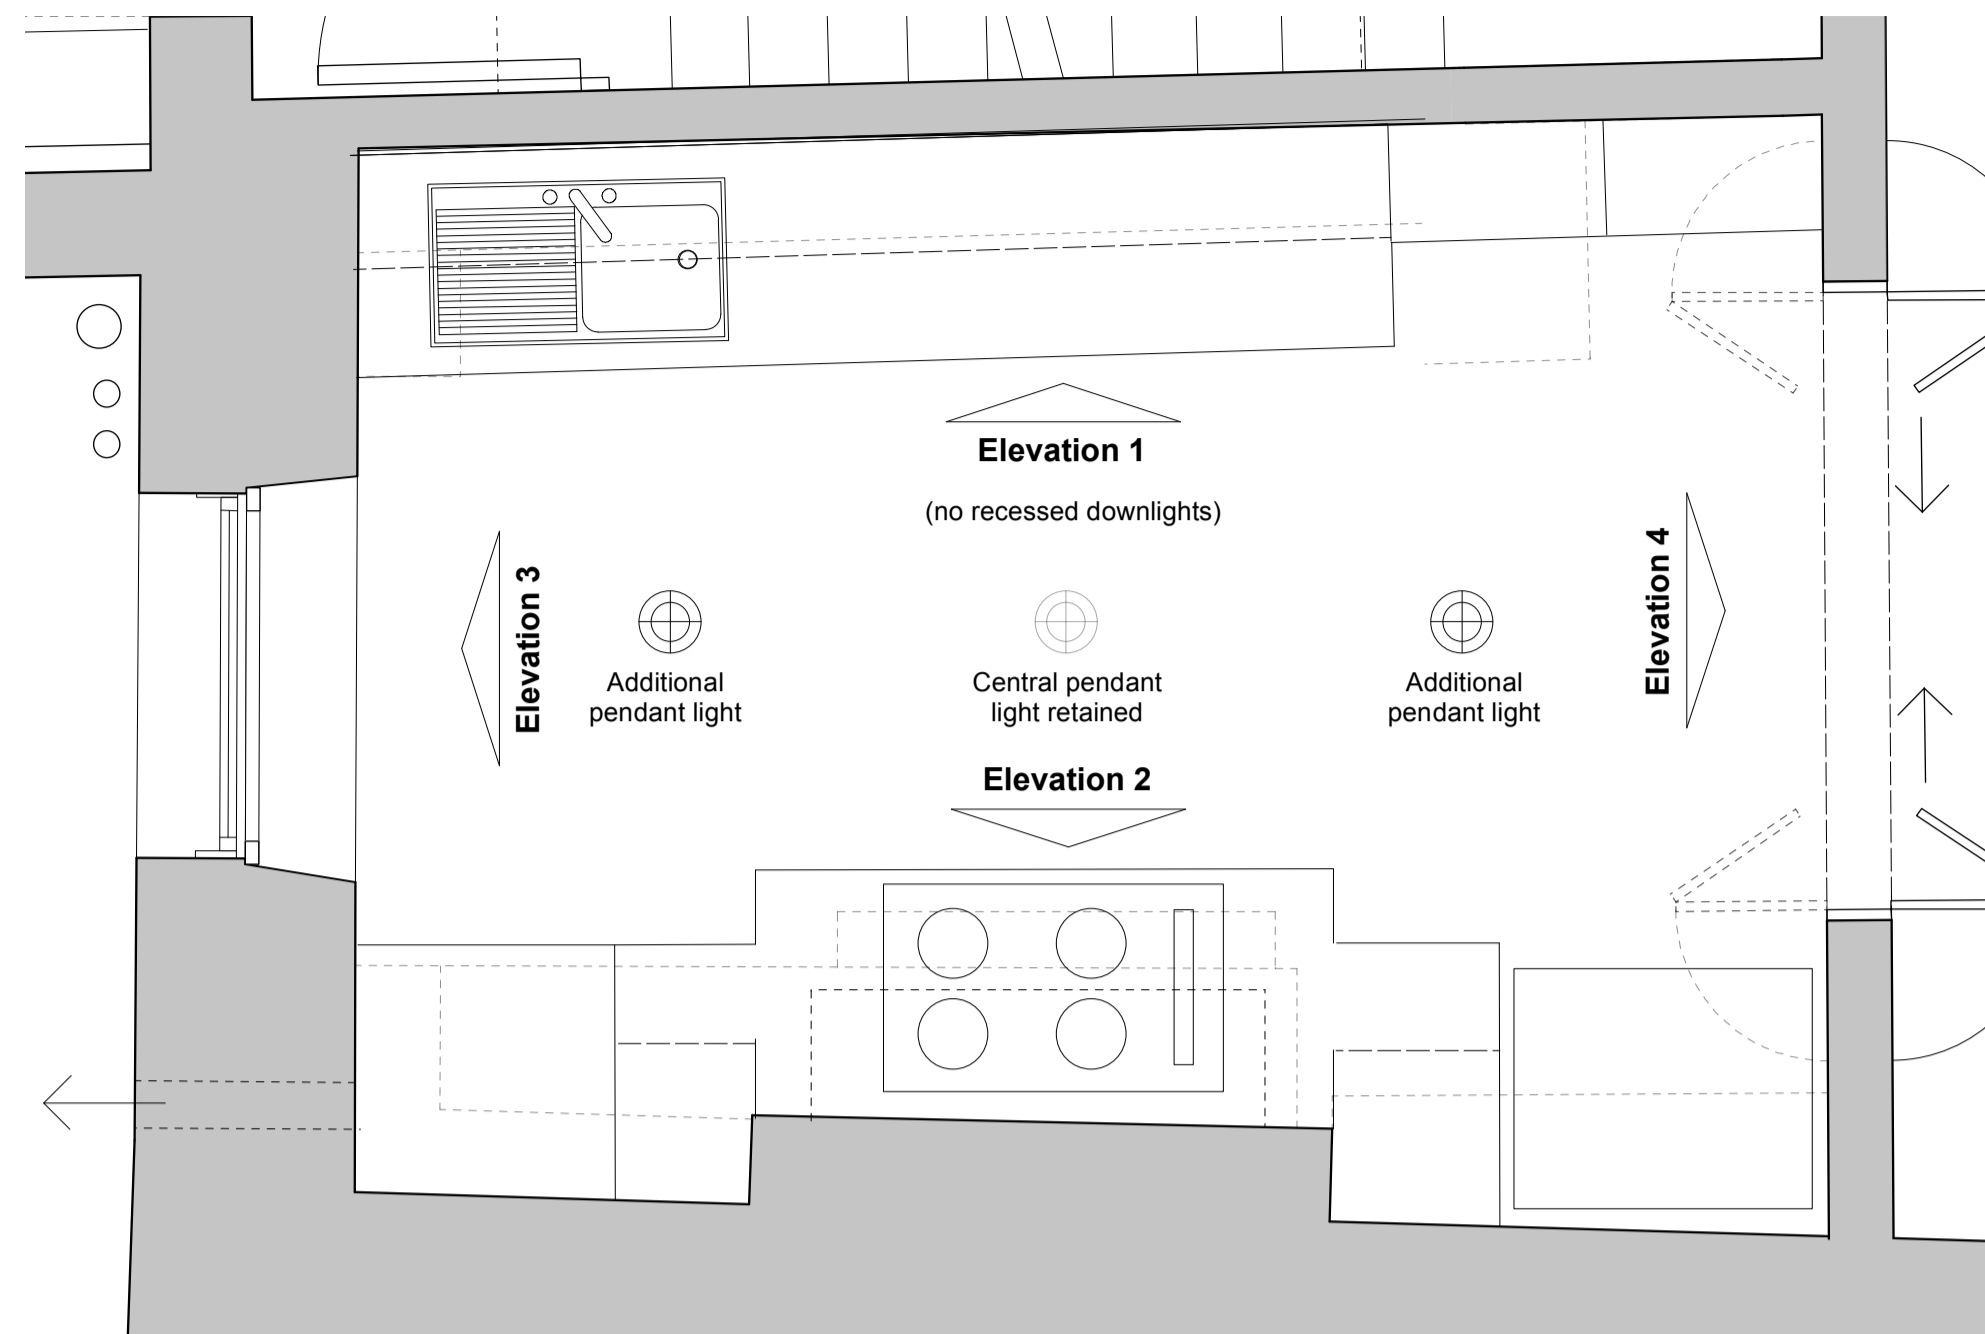 Elevation 1
(no recessed downlights)
Elevation 3
Elevation 4
Additional
pendant light
Central pendant
light retained
Additional
pendant light
Elevation 2